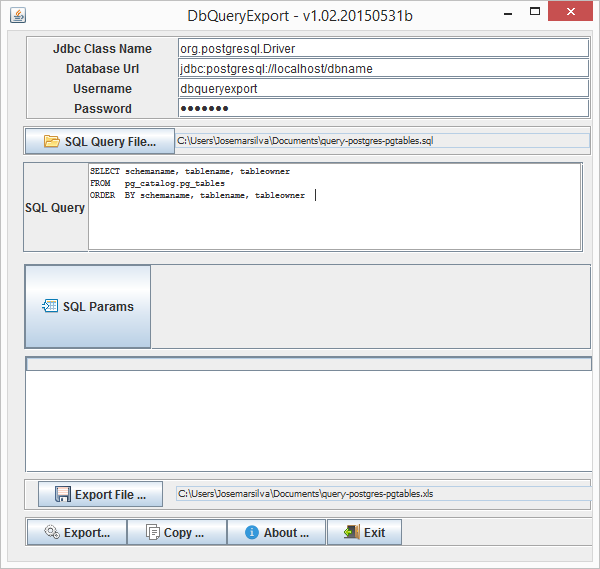 DbQueryExport - v1.02.20150531b
Jdbc Class Name org.postgresql.Driver
Database Url jdbc:postgresql://localhost/dbname
Username dbqueryexport
Password •••••••
SQL Query File... C:\Users\Josemarsilva\Documents\query-postgres-pgtables.sql
SQL Query
SELECT schemaname, tablename, tableowner
FROM pg_catalog.pg_tables
ORDER BY schemaname, tablename, tableowner
SQL Params
Export File ... C:\Users\Josemarsilva\Documents\query-postgres-pgtables.xls
Export... Copy ... About ... Exit